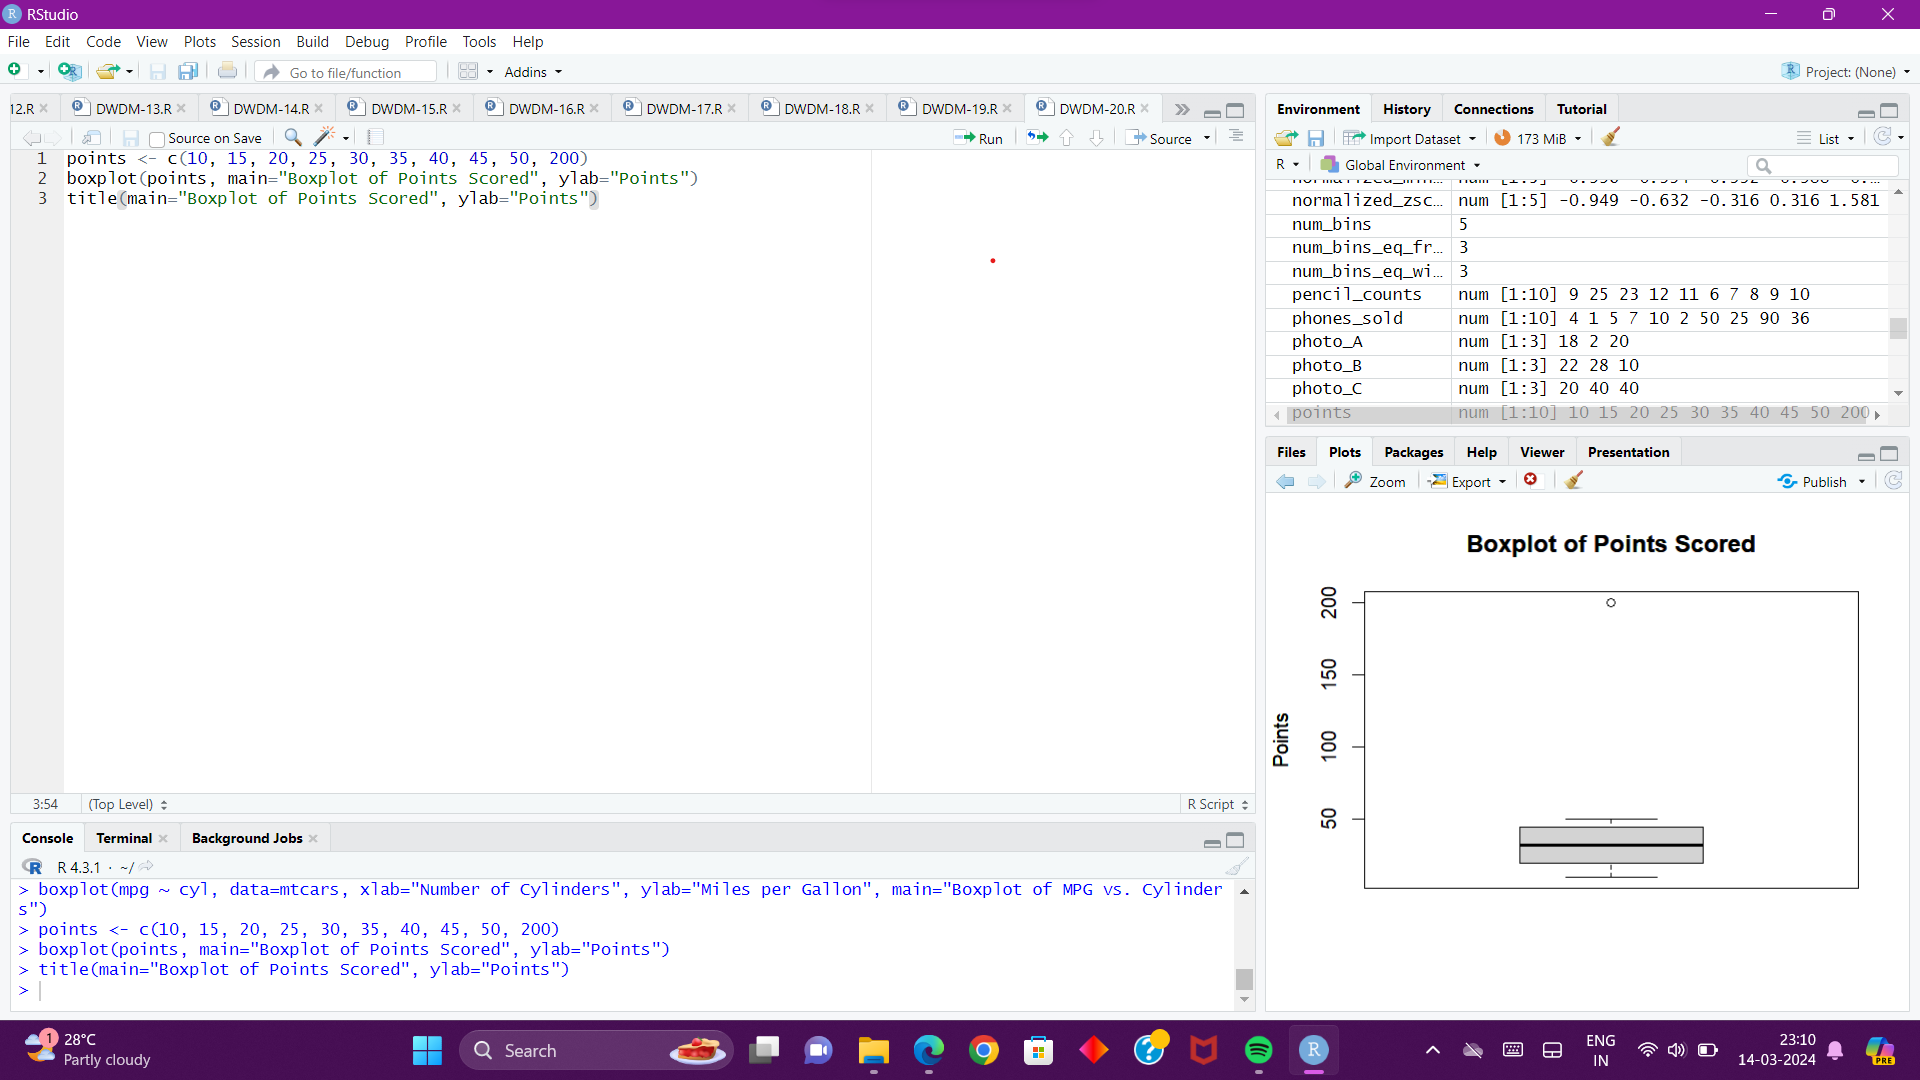 RStudio
File Edit Code View Plots Session Build Debug Profile Tools Help
Go to file/function Addins Project: (None)
12.R DWDM-13.R DWDM-14.R DWDM-15.R DWDM-16.R DWDM-17.R DWDM-18.R DWDM-19.R DWDM-20.R
Source on Save Run Source
1 points <- c(10, 15, 20, 25, 30, 35, 40, 45, 50, 200)
2 boxplot(points, main="Boxplot of Points Scored", ylab="Points")
3 title(main="Boxplot of Points Scored", ylab="Points")
3:54 (Top Level) R Script
Console Terminal Background Jobs
R 4.3.1 · ~/
> boxplot(mpg ~ cyl, data=mtcars, xlab="Number of Cylinders", ylab="Miles per Gallon", main="Boxplot of MPG vs. Cylinder
s")
> points <- c(10, 15, 20, 25, 30, 35, 40, 45, 50, 200)
> boxplot(points, main="Boxplot of Points Scored", ylab="Points")
> title(main="Boxplot of Points Scored", ylab="Points")
>
Environment History Connections Tutorial
Import Dataset 173 MiB List
R Global Environment
normalized_zsc… num [1:5] -0.949 -0.632 -0.316 0.316 1.581
num_bins 5
num_bins_eq_fr… 3
num_bins_eq_wi… 3
pencil_counts num [1:10] 9 25 23 12 11 6 7 8 9 10
phones_sold num [1:10] 4 1 5 7 10 2 50 25 90 36
photo_A num [1:3] 18 2 20
photo_B num [1:3] 22 28 10
photo_C num [1:3] 20 40 40
points num [1:10] 10 15 20 25 30 35 40 45 50 200
Files Plots Packages Help Viewer Presentation
Zoom Export Publish
Boxplot of Points Scored
200
150
100
50
Points
1 28°C
Partly cloudy
Search
ENG
IN
23:10
14-03-2024
PRE